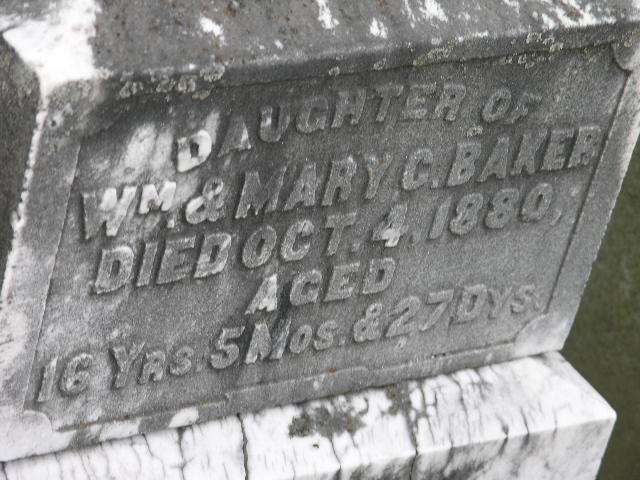 DAUGHTER OF
WM. & MARY C. BAKER
DIED OCT. 4, 1880,
AGED
16 YRS. 5 MOS. & 27 DYS.